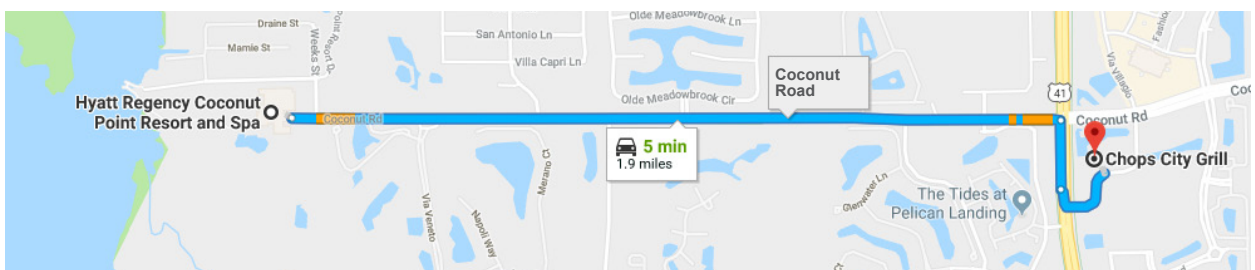 Draine St
Mamie St
Weeks St
Point Resort D
San Antonio Ln
Villa Capri Ln
Olde Meadowbrook Ln
Olde Meadowbrook Cir
Coconut
Road
Hyatt Regency Coconut
Point Resort and Spa
Coconut Rd
5 min
1.9 miles
41
Via Villagio
Fashion
Coconut Rd
Coc
Chops City Grill
Merano Ct
Via Veneto
Napoli Way
Glenwater Ln
The Tides at
Pelican Landing
Ct